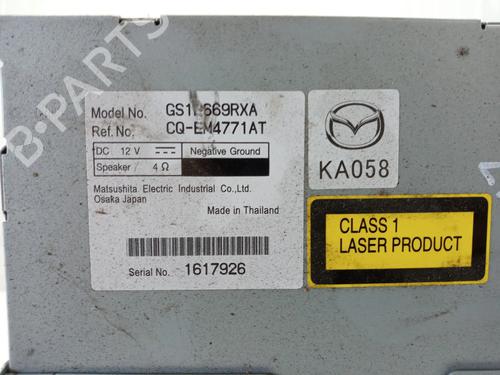 Model No. GS1 669RXA
Ref.No. CQ-EM4771AT
DC 12 V Negative Ground
Speaker / 4 Ω
Matsushita Electric Industrial Co.,Ltd.
Osaka Japan
Made in Thailand
Serial No. 1617926
KA058
CLASS 1
LASER PRODUCT
B-PARTS